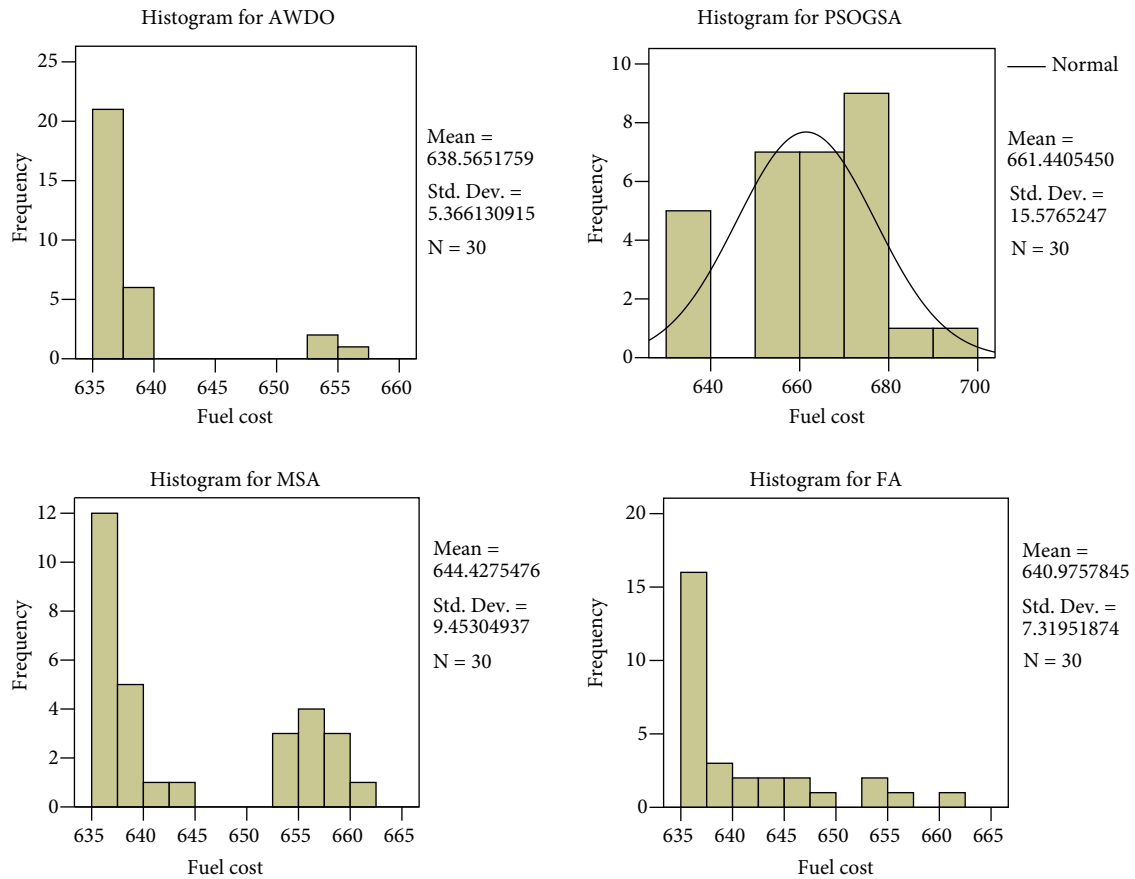 Histogram for AWDO
25
20
15
10
5
0
Frequency
635 640 645 650 655 660
Fuel cost
Mean =
638.5651759
Std. Dev. =
5.366130915
N = 30
Histogram for PSOGSA
10
8
6
4
2
0
Frequency
640 660 680 700
Fuel cost
Normal
Mean =
661.4405450
Std. Dev. =
15.5765247
N = 30
Histogram for MSA
12
10
8
6
4
2
0
Frequency
635 640 645 650 655 660 665
Fuel cost
Mean =
644.4275476
Std. Dev. =
9.45304937
N = 30
Histogram for FA
20
15
10
5
0
Frequency
635 640 645 650 655 660 665
Fuel cost
Mean =
640.9757845
Std. Dev. =
7.31951874
N = 30